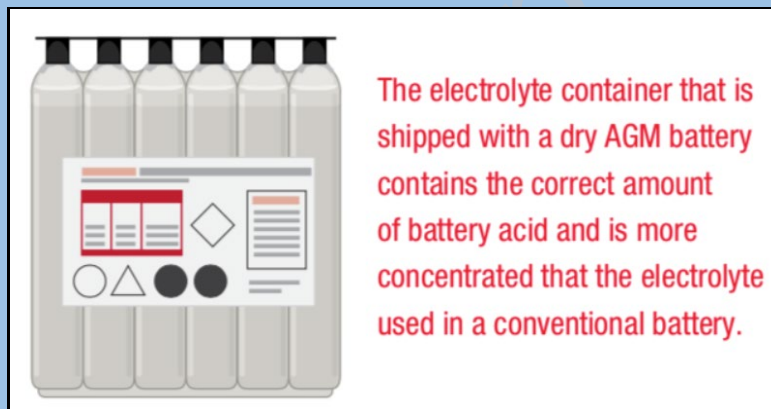 The electrolyte container that is
shipped with a dry AGM battery
contains the correct amount
of battery acid and is more
concentrated that the electrolyte
used in a conventional battery.